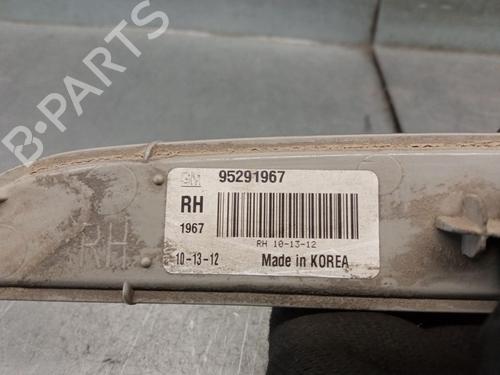 B-PARTS
GM 95291967
RH
1967
RH 10-13-12
10-13-12 Made in KOREA
RH